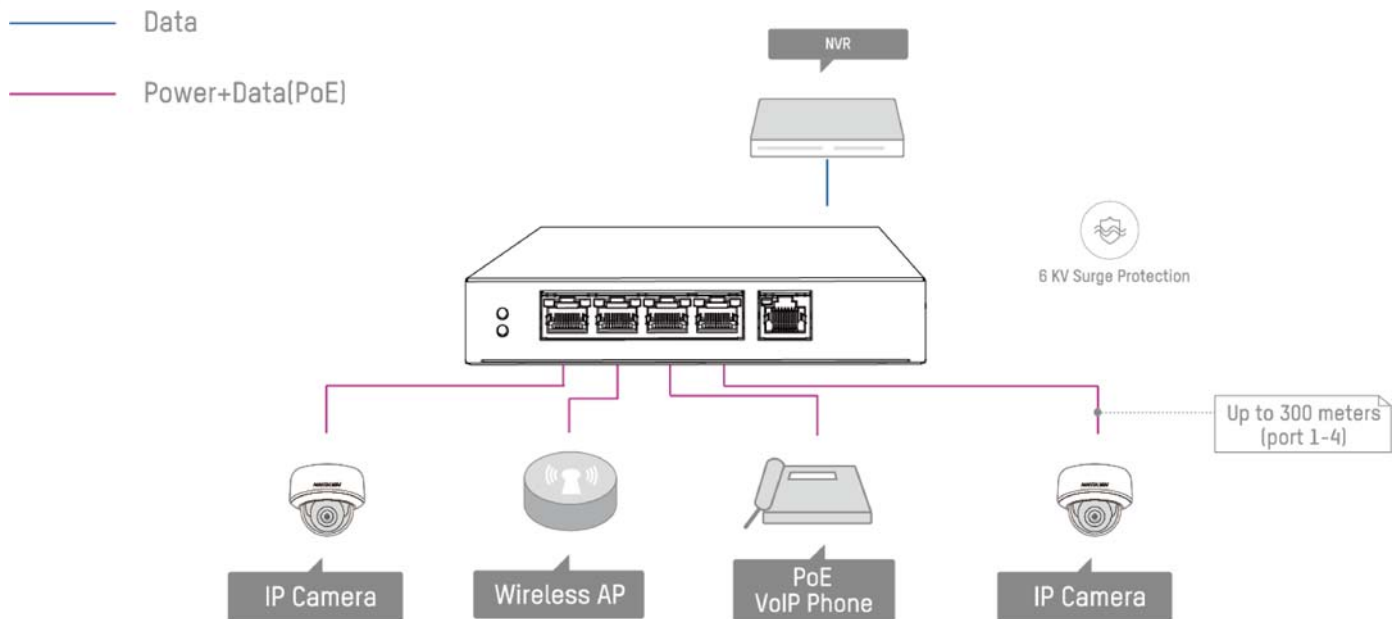 Data
Power+Data(PoE)
NVR
6 KV Surge Protection
Up to 300 meters
(port 1-4)
IP Camera
Wireless AP
PoE
VoIP Phone
IP Camera